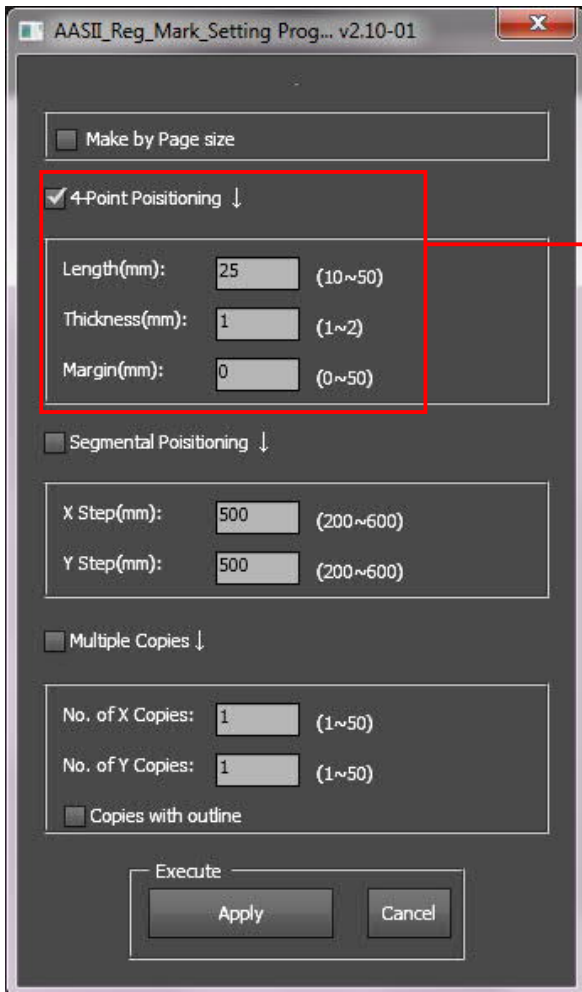 AASII_Reg_Mark_Setting Prog... v2.10-01
Make by Page size
4-Point Poisitioning ↓
Length(mm): 25 (10~50)
Thickness(mm): 1 (1~2)
Margin(mm): 0 (0~50)
Segmental Poisitioning ↓
X Step(mm): 500 (200~600)
Y Step(mm): 500 (200~600)
Multiple Copies ↓
No. of X Copies: 1 (1~50)
No. of Y Copies: 1 (1~50)
Copies with outline
Execute
Apply Cancel